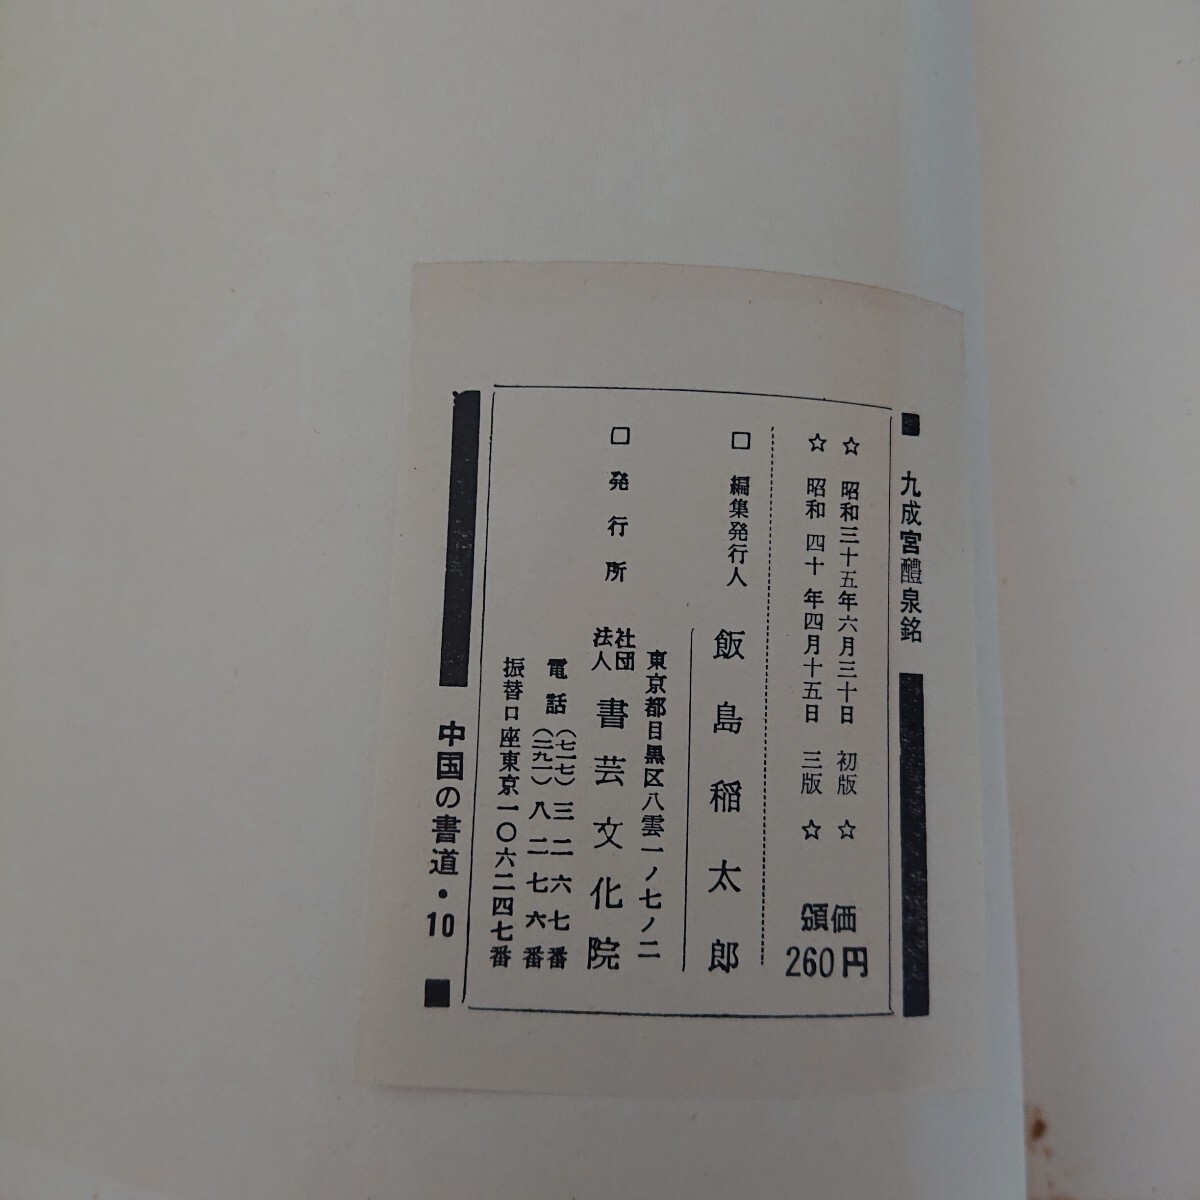 九成宮醴泉銘
☆ 昭和三十五年六月三十日 初版 ☆
☆ 昭和 四十 年四月十五日 三版 ☆
頒価
260円
□ 編集発行人 飯島稲太郎
東京都目黒区八雲一ノ七ノ二
□ 発行所 社団法人 書芸文化院
電話(七一七)三二六七番
(二九一)八二七六番
振替口座東京一〇六二四七番
中国の書道・10